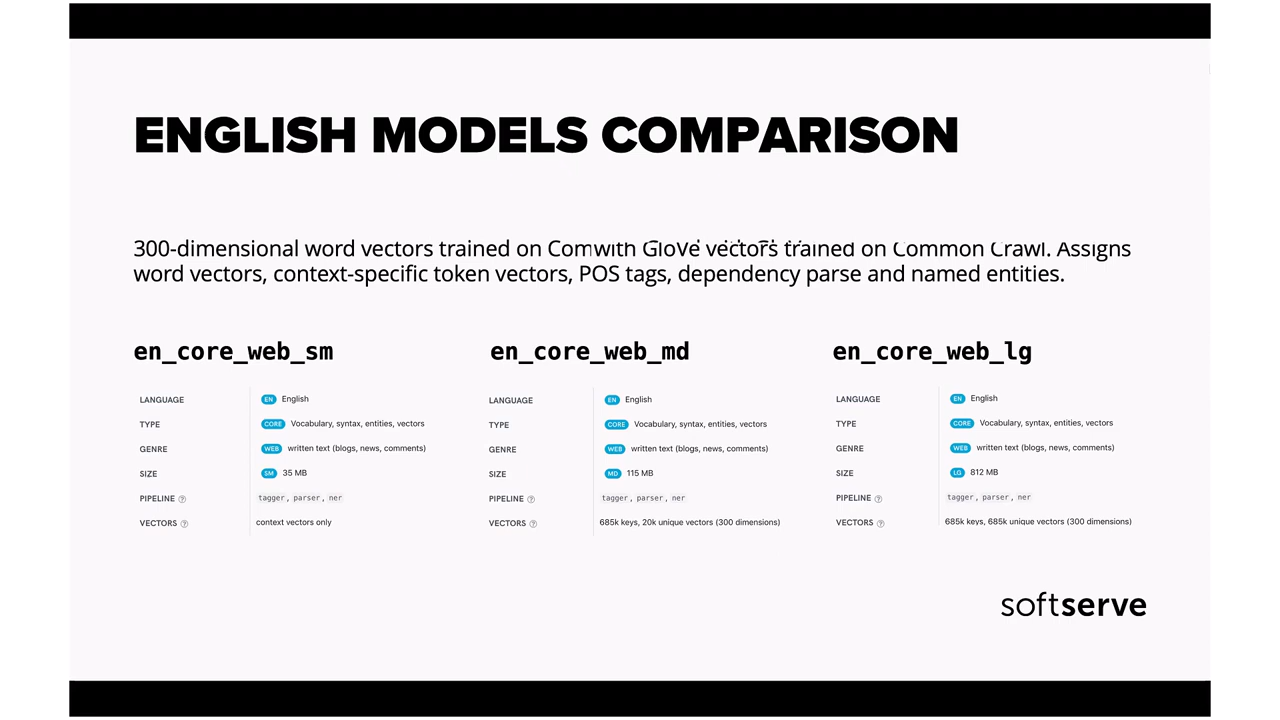 ENGLISH MODELS COMPARISON
300-dimensional word vectors trained on Com with GloVe vectors trained on Common Crawl. Assigns
word vectors, context-specific token vectors, POS tags, dependency parse and named entities.
en_core_web_sm
LANGUAGE EN English
TYPE CORE Vocabulary, syntax, entities, vectors
GENRE WEB written text (blogs, news, comments)
SIZE SM 35 MB
PIPELINE ? tagger, parser, ner
VECTORS ? context vectors only
en_core_web_md
LANGUAGE EN English
TYPE CORE Vocabulary, syntax, entities, vectors
GENRE WEB written text (blogs, news, comments)
SIZE MD 115 MB
PIPELINE ? tagger, parser, ner
VECTORS ? 685k keys, 20k unique vectors (300 dimensions)
en_core_web_lg
LANGUAGE EN English
TYPE CORE Vocabulary, syntax, entities, vectors
GENRE WEB written text (blogs, news, comments)
SIZE LG 812 MB
PIPELINE ? tagger, parser, ner
VECTORS ? 685k keys, 685k unique vectors (300 dimensions)
softserve